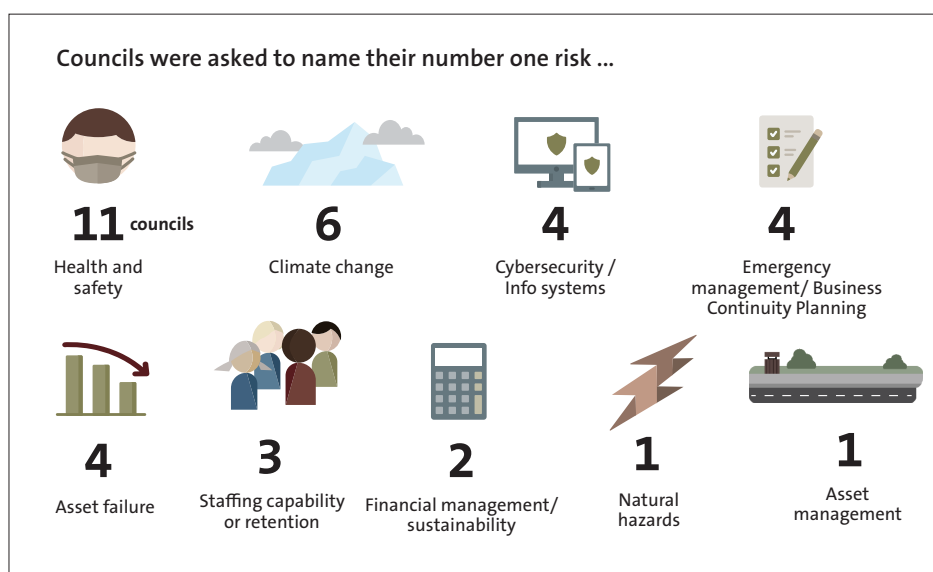 Councils were asked to name their number one risk ...
11 councils
Health and
safety
6
Climate change
4
Cybersecurity /
Info systems
4
Emergency
management/ Business
Continuity Planning
4
Asset failure
3
Staffing capability
or retention
2
Financial management/
sustainability
1
Natural
hazards
1
Asset
management